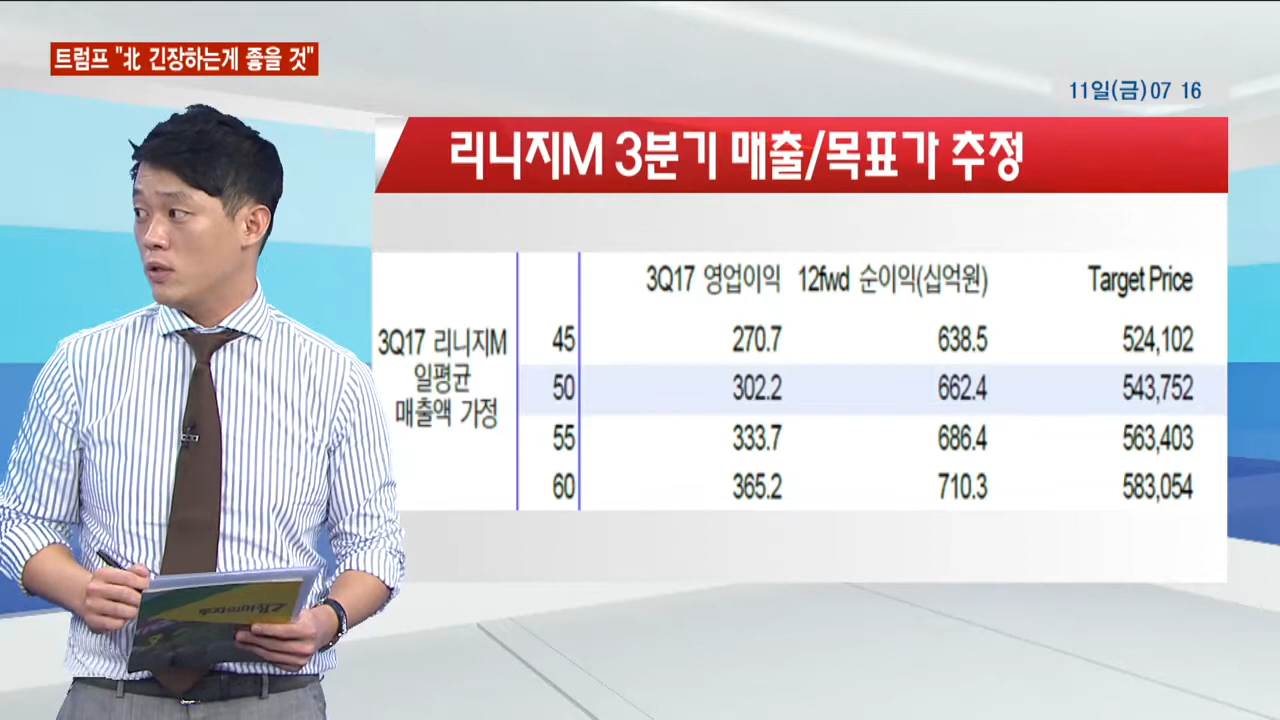 트럼프 "北 긴장하는게 좋을 것"
11일(금) 07 16
리니지M 3분기 매출/목표가 추정
3Q17 영업이익 12fwd 순이익(십억원) Target Price
3Q17 리니지M
일평균
매출액 가정
45 270.7 638.5 524,102
50 302.2 662.4 543,752
55 333.7 686.4 563,403
60 365.2 710.3 583,054